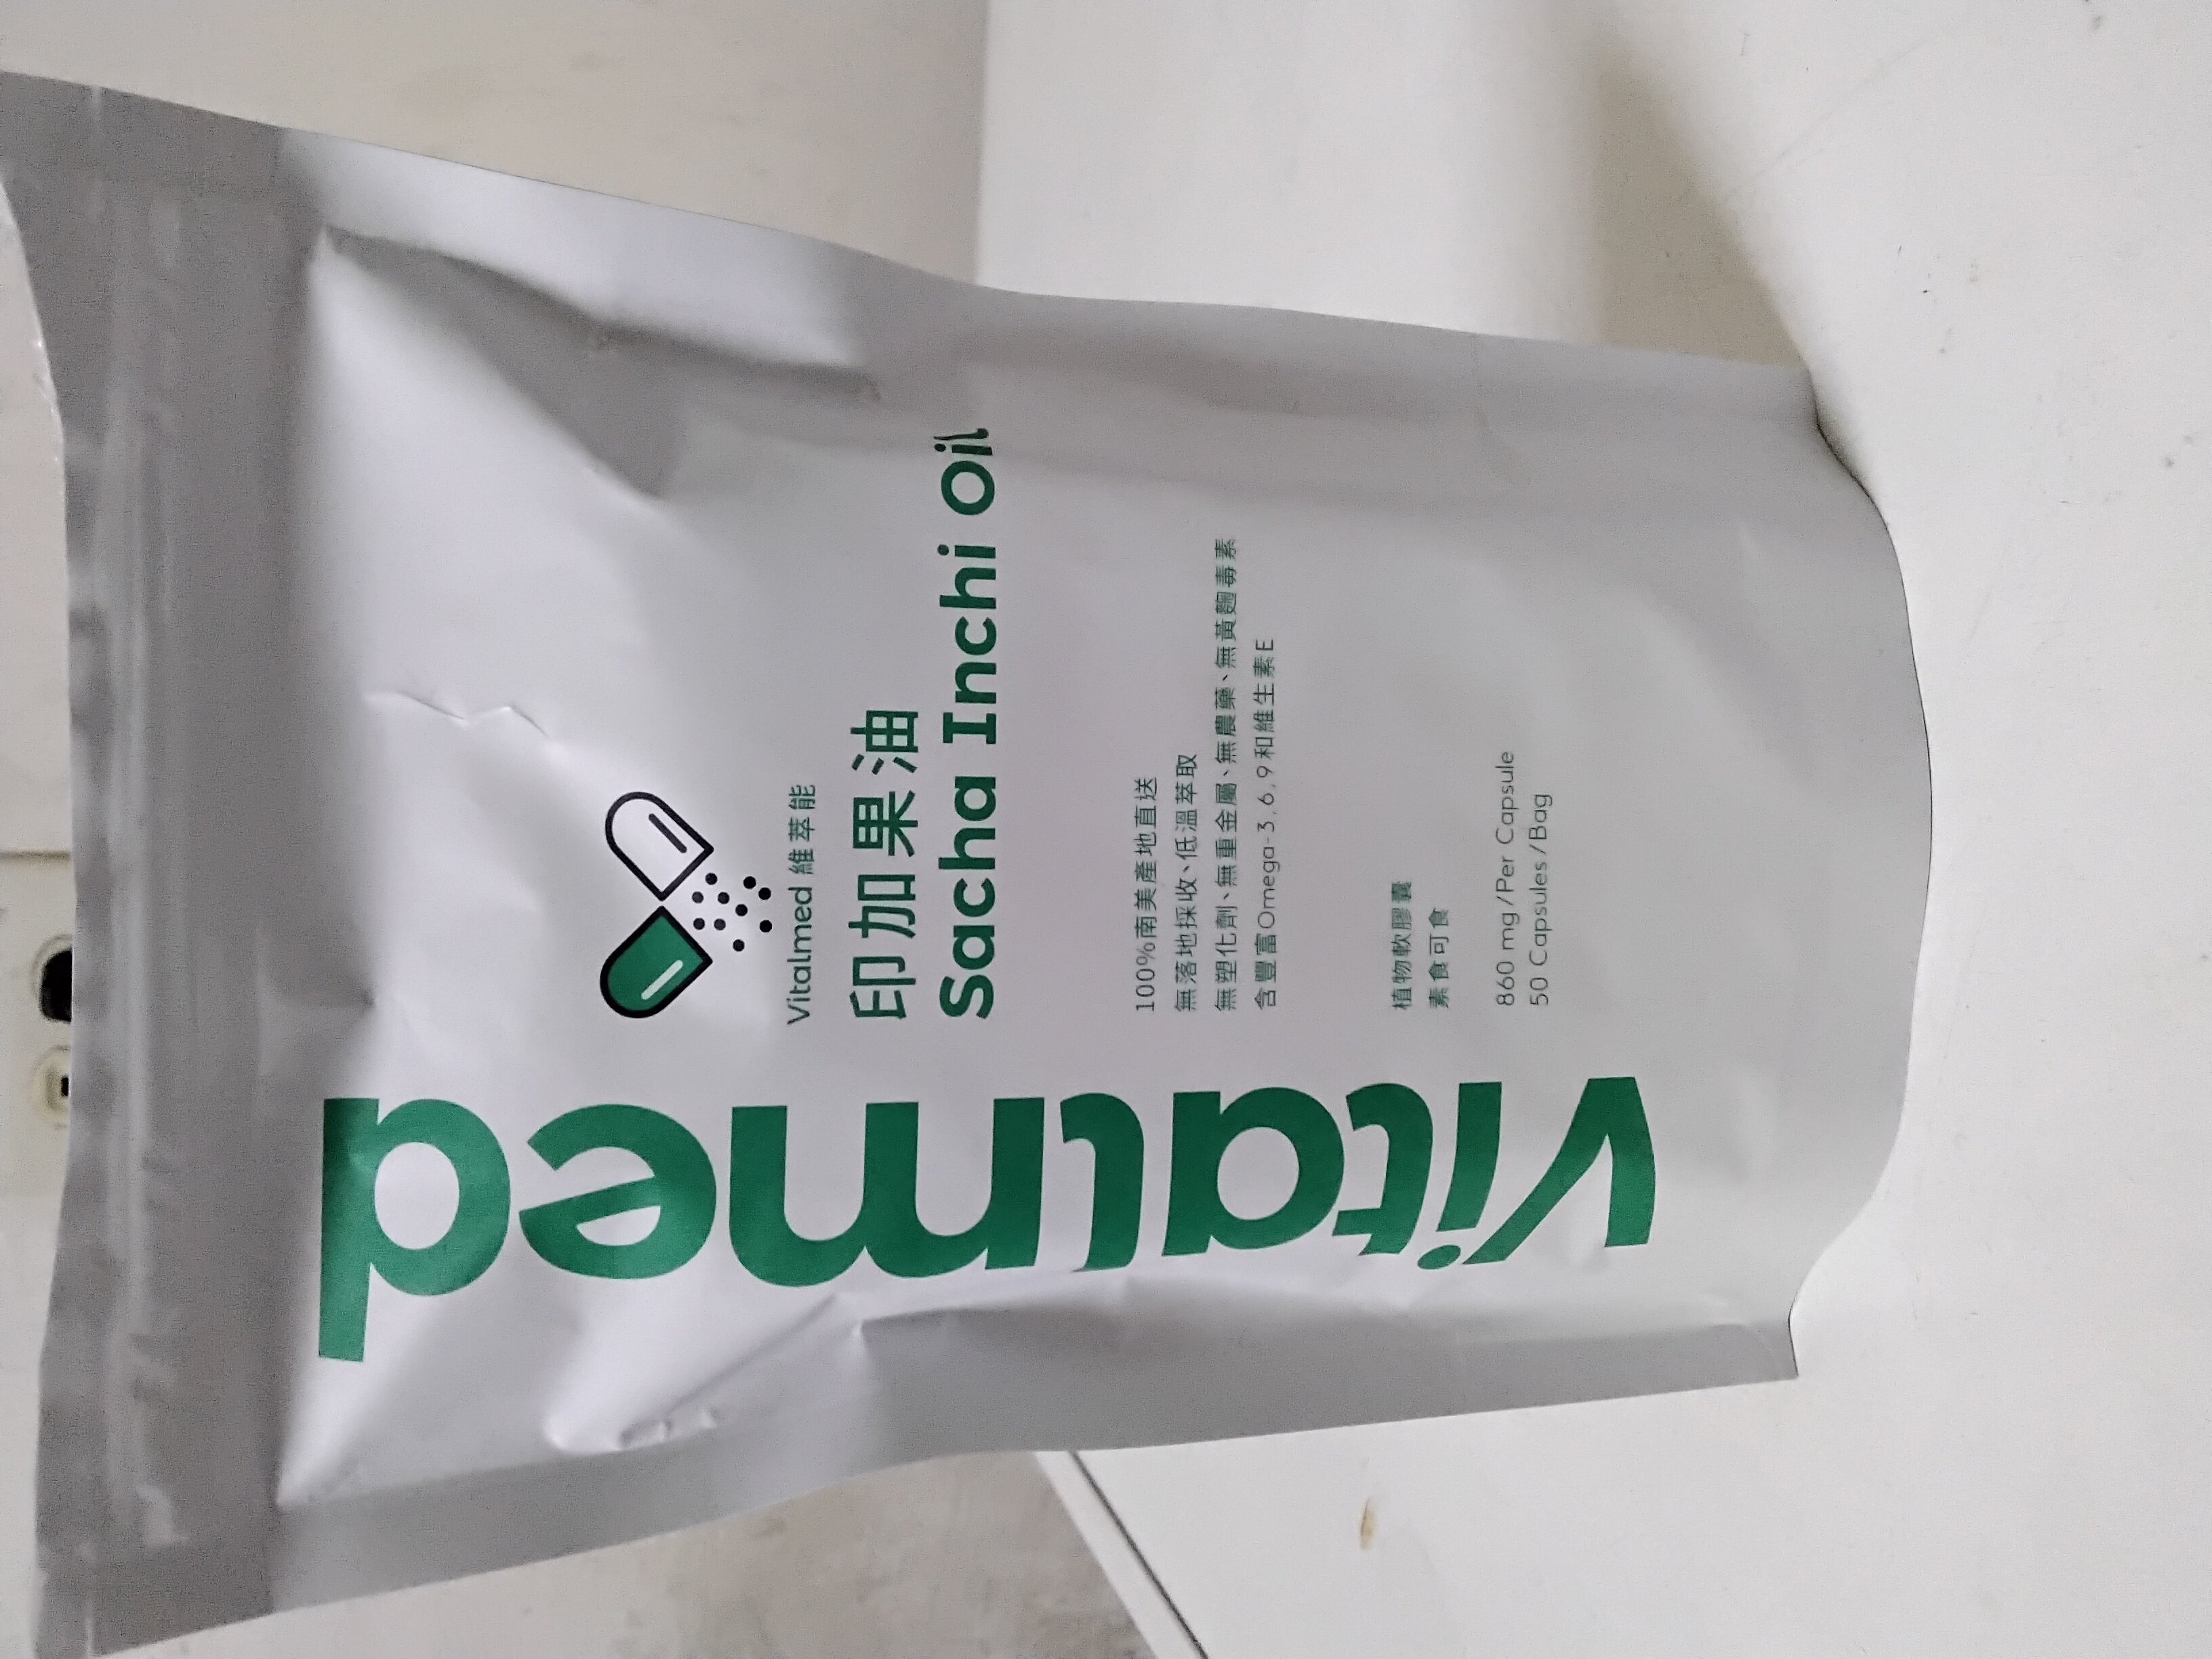 Vitalmed
Vitalmed 維萃能
印加果油
Sacha Inchi Oil
100%南美產地直送
無落地採收、低溫萃取
無塑化劑、無重金屬、無農藥、無黃麴毒素
含豐富Omega-3,6,9和維生素E
植物軟膠囊
素食可食
860 mg/Per Capsule
50 Capsules/Bag